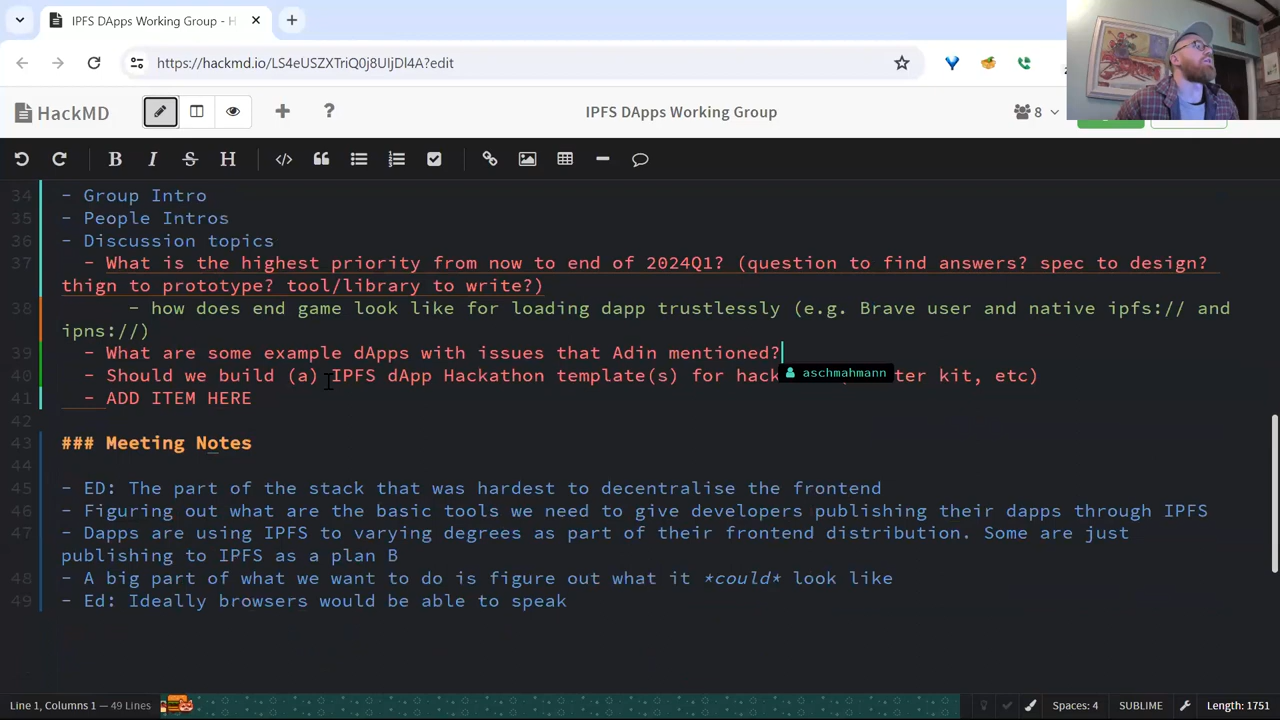 IPFS DApps Working Group - H
https://hackmd.io/LS4eUSZXTriQ0j8UIjDl4A?edit
HackMD
IPFS DApps Working Group
8
34 - Group Intro
35 - People Intros
36 - Discussion topics
37 - What is the highest priority from now to end of 2024Q1? (question to find answers? spec to design?
thign to prototype? tool/library to write?)
38 - how does end game look like for loading dapp trustlessly (e.g. Brave user and native ipfs:// and
ipns://)
39 - What are some example dApps with issues that Adin mentioned?
aschmahmann
40 - Should we build (a) IPFS dApp Hackathon template(s) for hack ter kit, etc)
41 - ADD ITEM HERE
42
43 ### Meeting Notes
44
45 - ED: The part of the stack that was hardest to decentralise the frontend
46 - Figuring out what are the basic tools we need to give developers publishing their dapps through IPFS
47 - Dapps are using IPFS to varying degrees as part of their frontend distribution. Some are just
publishing to IPFS as a plan B
48 - A big part of what we want to do is figure out what it *could* look like
49 - Ed: Ideally browsers would be able to speak
Line 1, Columns 1 — 49 Lines
Spaces: 4
SUBLIME
Length: 1751